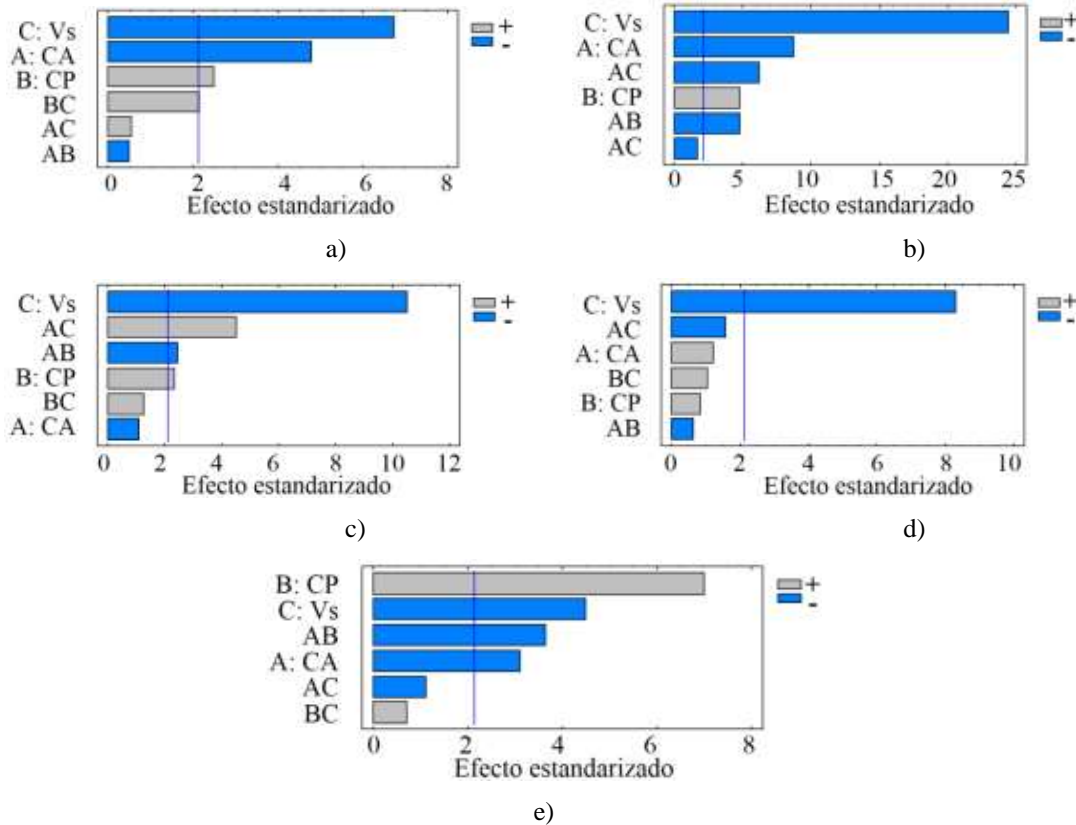 C: Vs
A: CA
B: CP
BC
AC
AB
+
-
0 2 4 6 8
Efecto estandarizado
a)
C: Vs
A: CA
AC
B: CP
AB
AC
+
-
0 5 10 15 20 25
Efecto estandarizado
b)
C: Vs
AC
AB
B: CP
BC
A: CA
+
-
0 2 4 6 8 10 12
Efecto estandarizado
c)
C: Vs
AC
A: CA
BC
B: CP
AB
+
-
0 2 4 6 8 10
Efecto estandarizado
d)
B: CP
C: Vs
AB
A: CA
AC
BC
+
-
0 2 4 6 8
Efecto estandarizado
e)